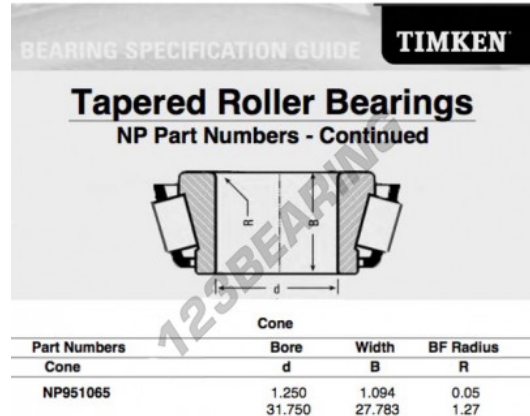 BEARING SPECIFICATION GUIDE
TIMKEN
Tapered Roller Bearings
NP Part Numbers - Continued
R
B
d
123BEARING
Cone
Part Numbers Bore Width BF Radius
Cone d B R
NP951065 1.250 1.094 0.05
31.750 27.783 1.27